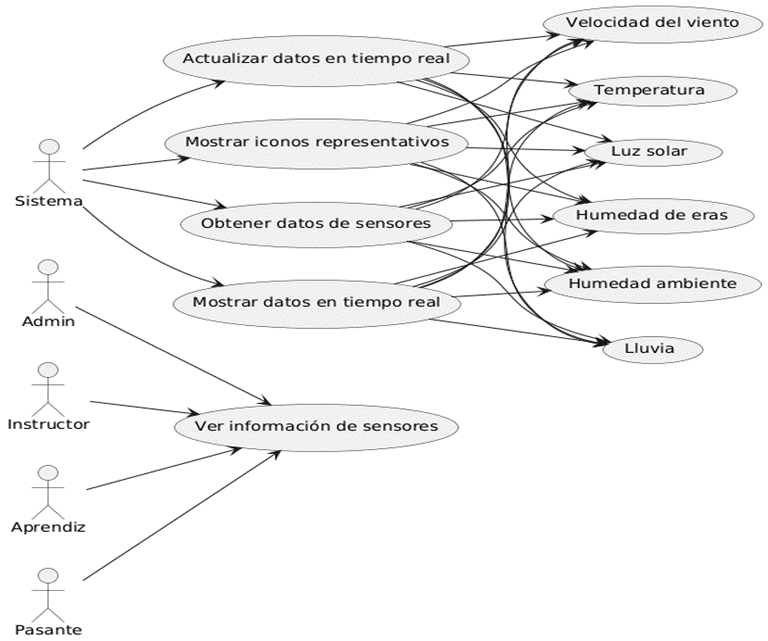 Velocidad del viento
Actualizar datos en tiempo real
Temperatura
Mostrar iconos representativos
Luz solar
Sistema
Obtener datos de sensores
Humedad de eras
Humedad ambiente
Mostrar datos en tiempo real
Admin
Lluvia
Instructor
Ver información de sensores
Aprendiz
Pasante